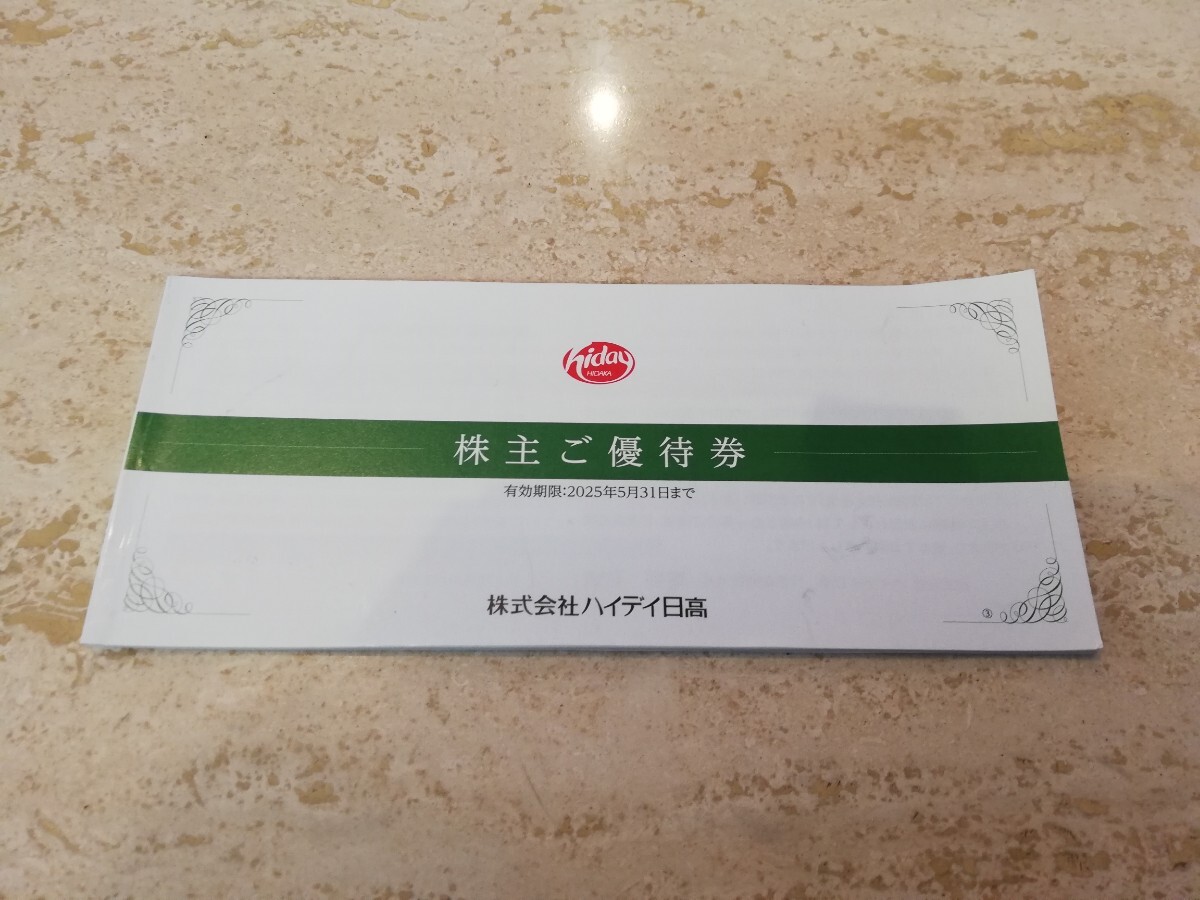 hiday
HIDAKA
株主ご優待券
有効期限:2025年5月31日まで
株式会社ハイデイ日高
③